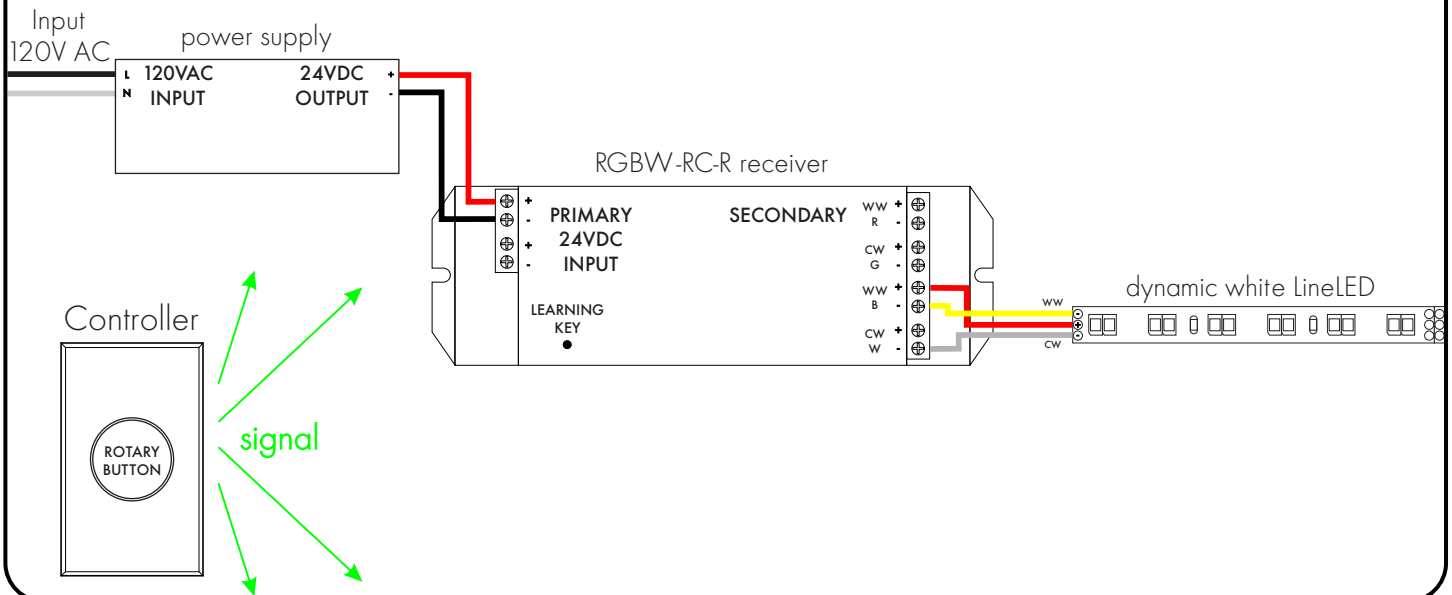 Input
120V AC
power supply
L 120VAC 24VDC +
N INPUT OUTPUT -
RGBW-RC-R receiver
+ PRIMARY SECONDARY WW + 
- R -
+ 24VDC CW +
- INPUT G -
WW +
B -
CW +
W -
LEARNING
KEY
dynamic white LineLED
WW
-
+
-
CW
Controller
signal
ROTARY
BUTTON